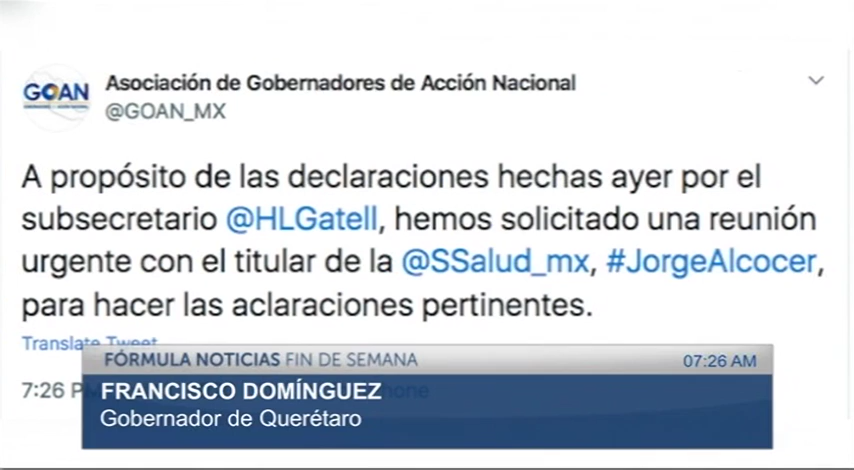 GOAN
Asociación de Gobernadores de Acción Nacional
@GOAN_MX
A propósito de las declaraciones hechas ayer por el
subsecretario @HLGatell, hemos solicitado una reunión
urgente con el titular de la @SSalud_mx, #JorgeAlcocer,
para hacer las aclaraciones pertinentes.
Translate Tweet
FÓRMULA NOTICIAS FIN DE SEMANA 07:26 AM
7:26
FRANCISCO DOMÍNGUEZ
Gobernador de Querétaro